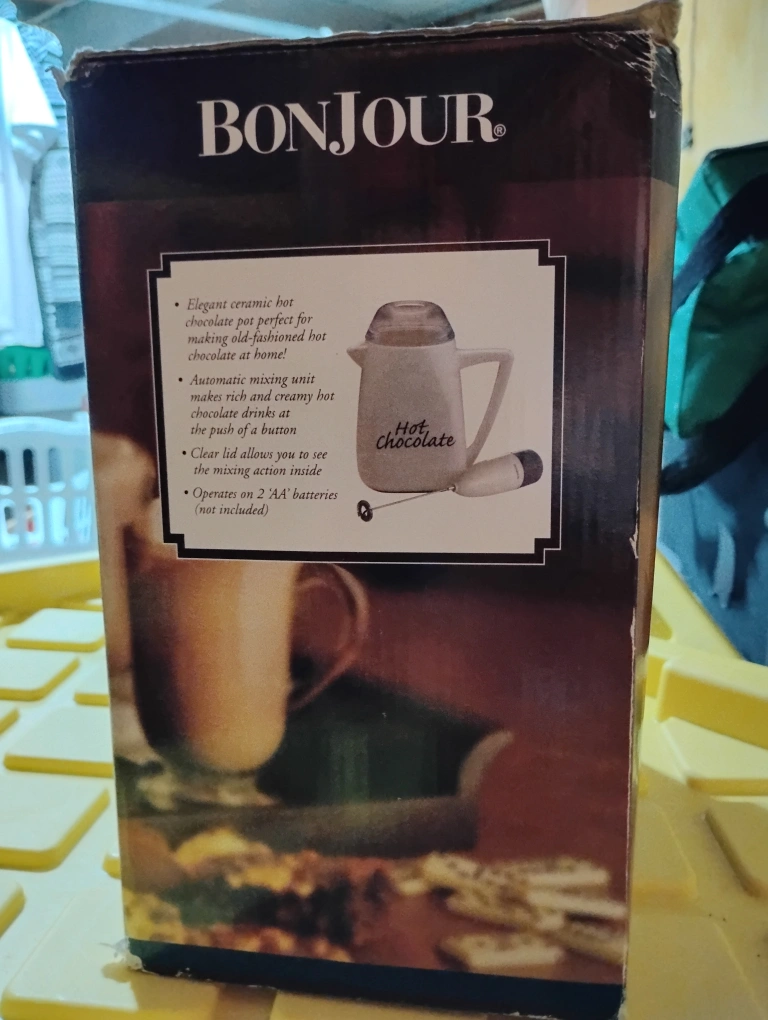 BONJOUR®
• Elegant ceramic hot
chocolate pot perfect for
making old-fashioned hot
chocolate at home!
• Automatic mixing unit
makes rich and creamy hot
chocolate drinks at
the push of a button
• Clear lid allows you to see
the mixing action inside
• Operates on 2 'AA' batteries
(not included)
Hot
Chocolate